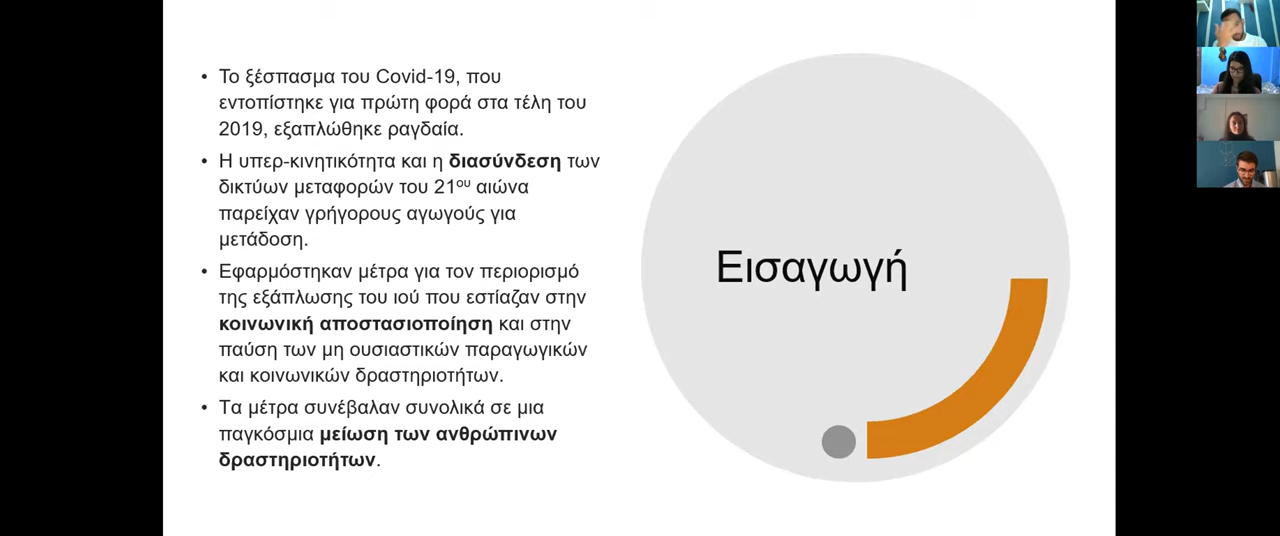 • Το ξέσπασμα του Covid-19, που
εντοπίστηκε για πρώτη φορά στα τέλη του
2019, εξαπλώθηκε ραγδαία.
• Η υπερ-κινητικότητα και η διασύνδεση των
δικτύων μεταφορών του 21ου αιώνα
παρείχαν γρήγορους αγωγούς για
μετάδοση.
• Εφαρμόστηκαν μέτρα για τον περιορισμό
της εξάπλωσης του ιού που εστίαζαν στην
κοινωνική αποστασιοποίηση και στην
παύση των μη ουσιαστικών παραγωγικών
και κοινωνικών δραστηριοτήτων.
• Τα μέτρα συνέβαλαν συνολικά σε μια
παγκόσμια μείωση των ανθρώπινων
δραστηριοτήτων.
Εισαγωγή